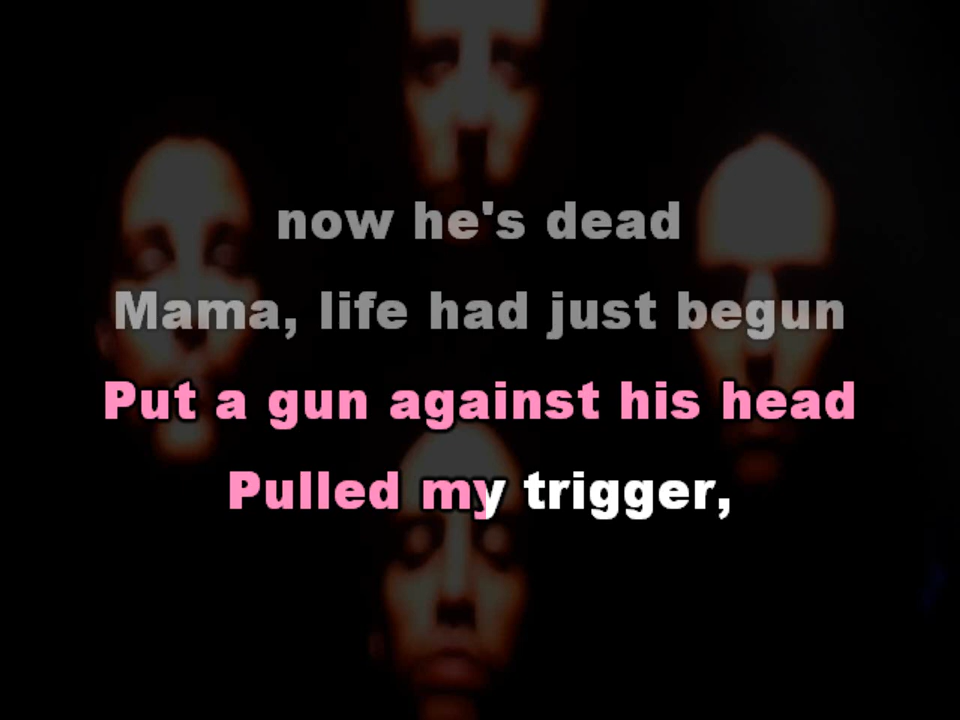 now he's dead
Mama, life had just begun
Put a gun against his head
Pulled my trigger,